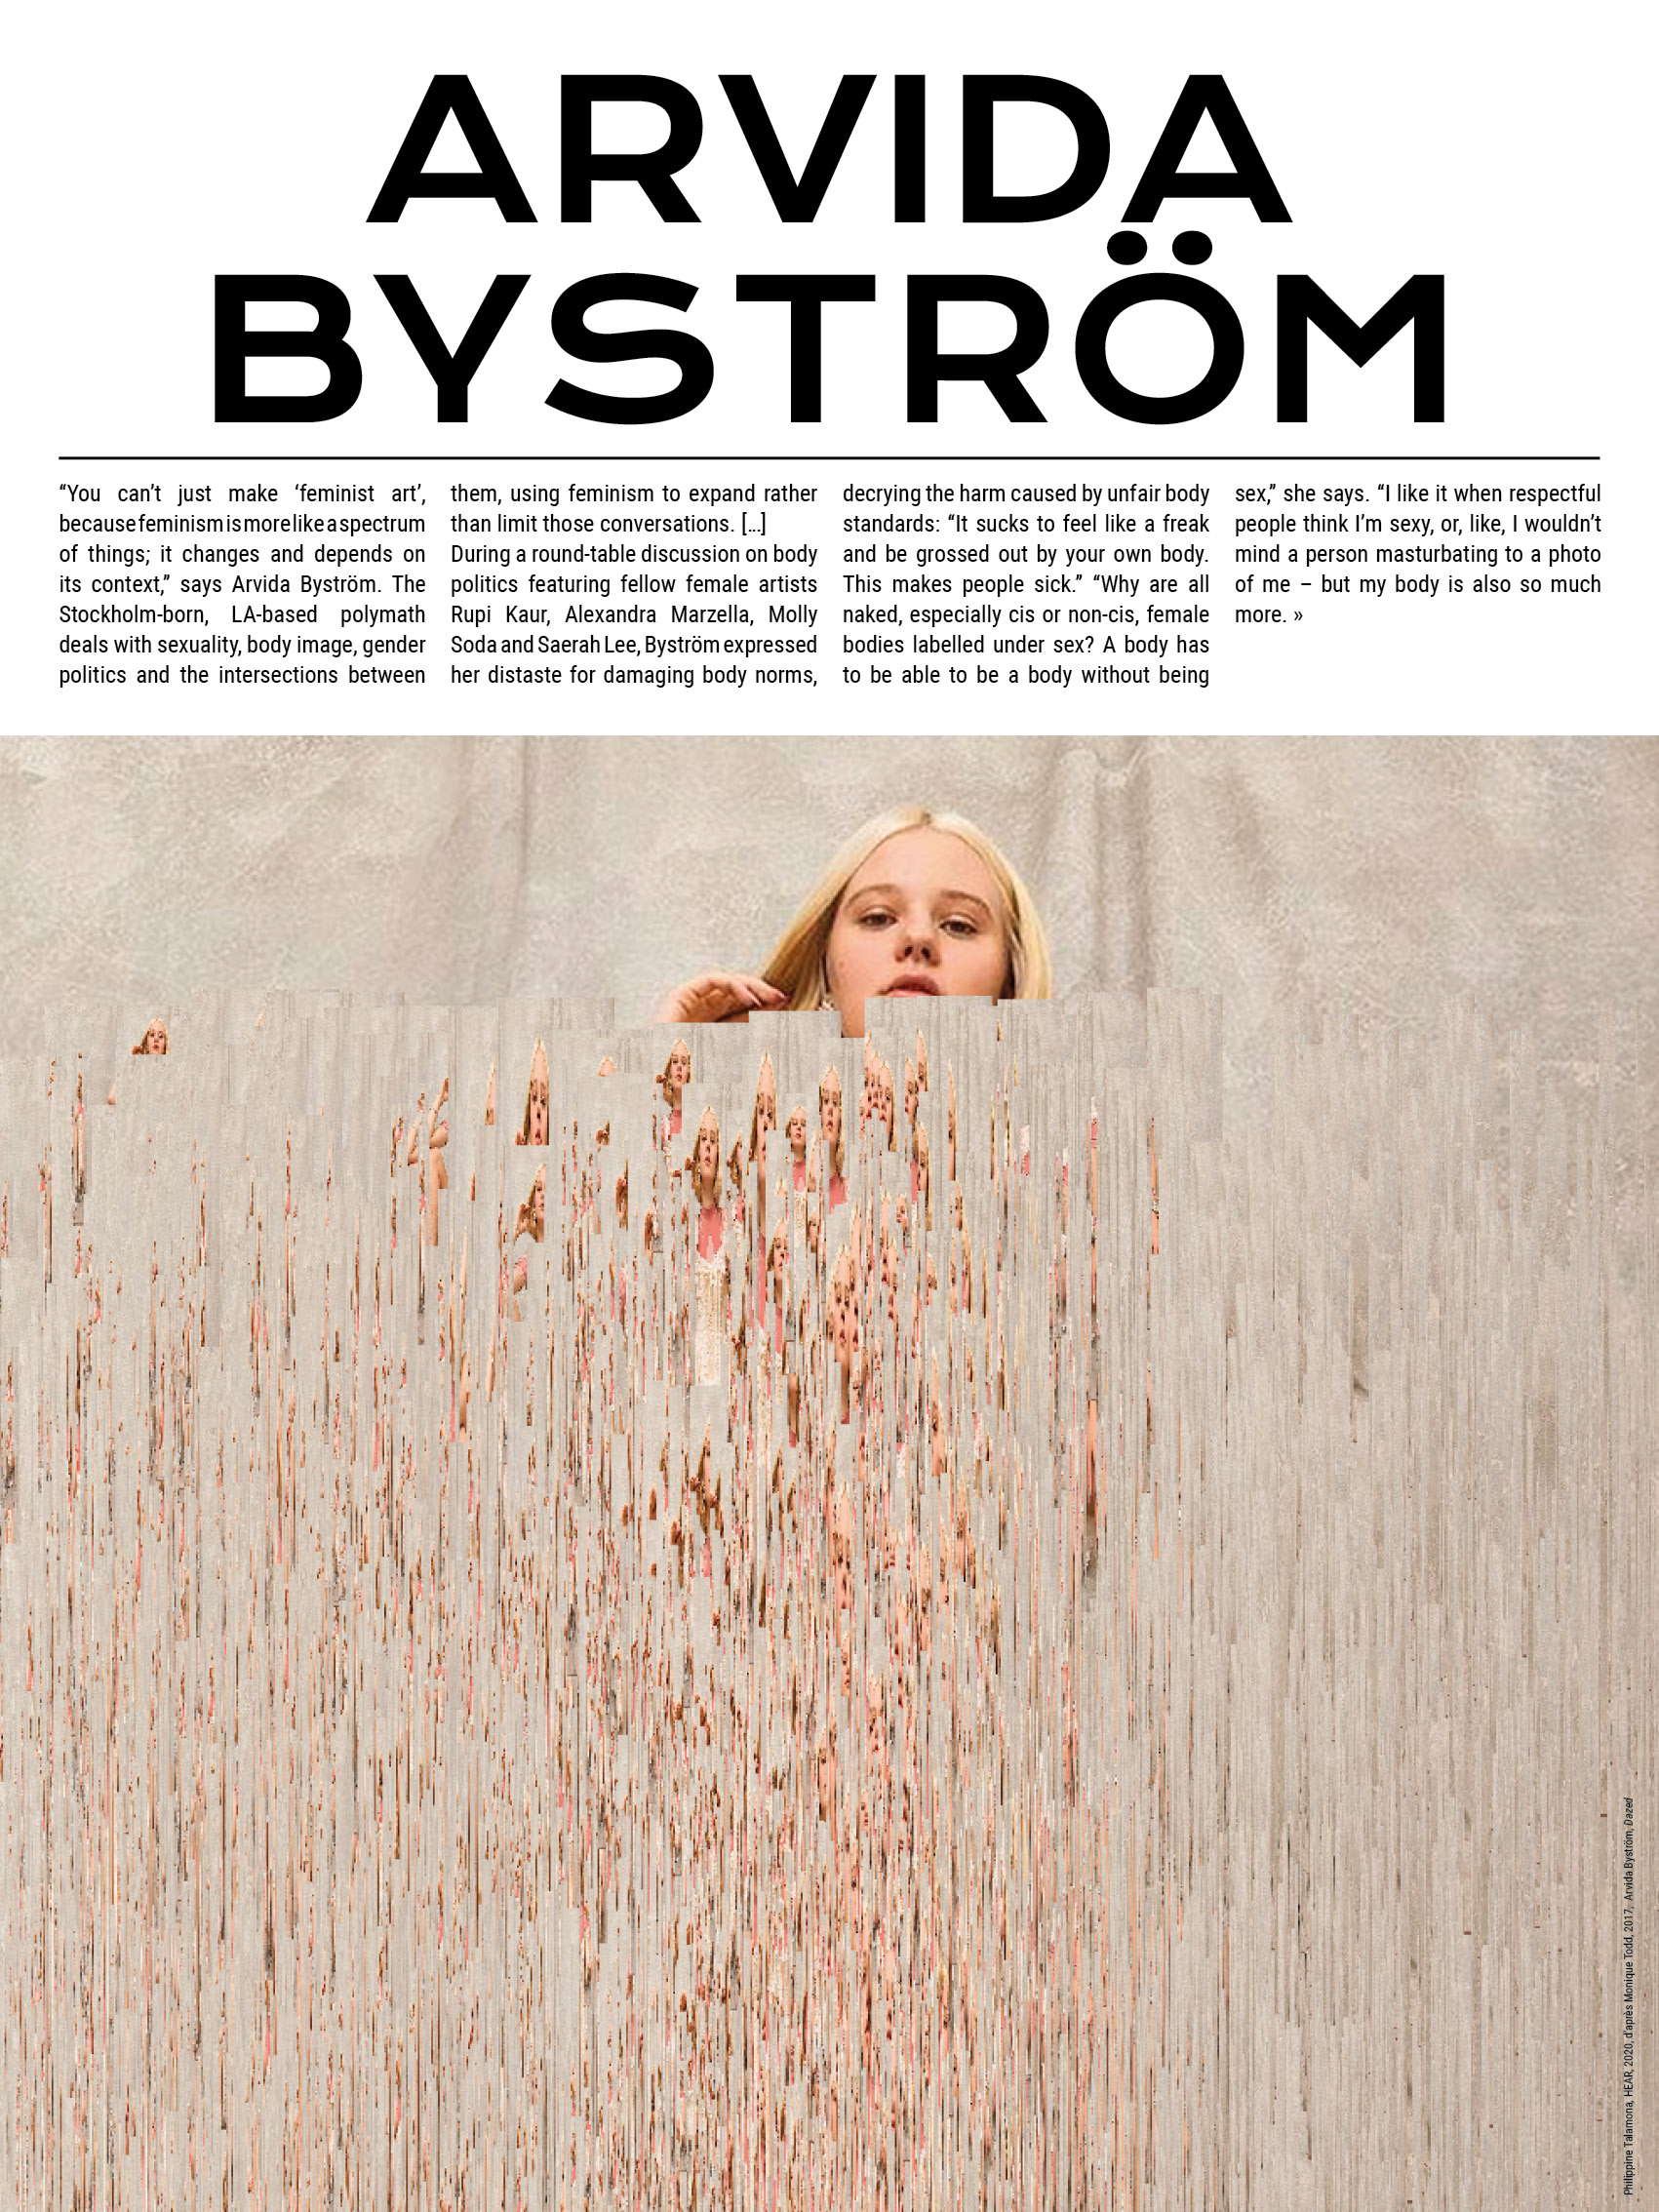 ARVIDA
BYSTRÖM
“You can’t just make ‘feminist art’,
because feminism is more like a spectrum
of things; it changes and depends on
its context,” says Arvida Byström. The
Stockholm-born, LA-based polymath
deals with sexuality, body image, gender
politics and the intersections between
them, using feminism to expand rather
than limit those conversations. [...]
During a round-table discussion on body
politics featuring fellow female artists
Rupi Kaur, Alexandra Marzella, Molly
Soda and Saerah Lee, Byström expressed
her distaste for damaging body norms,
decrying the harm caused by unfair body
standards: “It sucks to feel like a freak
and be grossed out by your own body.
This makes people sick.” “Why are all
naked, especially cis or non-cis, female
bodies labelled under sex? A body has
to be able to be a body without being
sex,” she says. “I like it when respectful
people think I’m sexy, or, like, I wouldn’t
mind a person masturbating to a photo
of me – but my body is also so much
more. »
Philippine Talamona, HEAR, 2020, d’après Monique Todd, 2017, Arvida Byström, Dazed